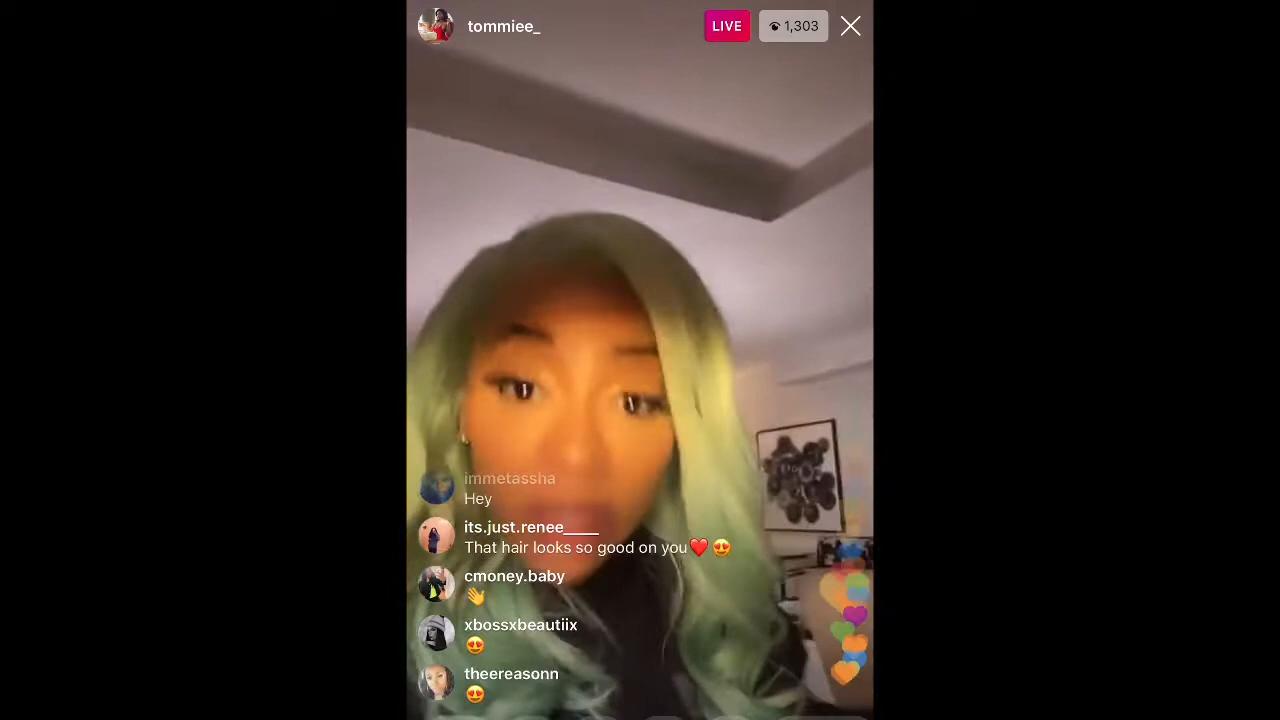 tommiee_
LIVE
1,303
immetassha
Hey
its.just.renee_____
That hair looks so good on you❤️😍
cmoney.baby
👋
xbossxbeautiix
😍
theereasonn
😍